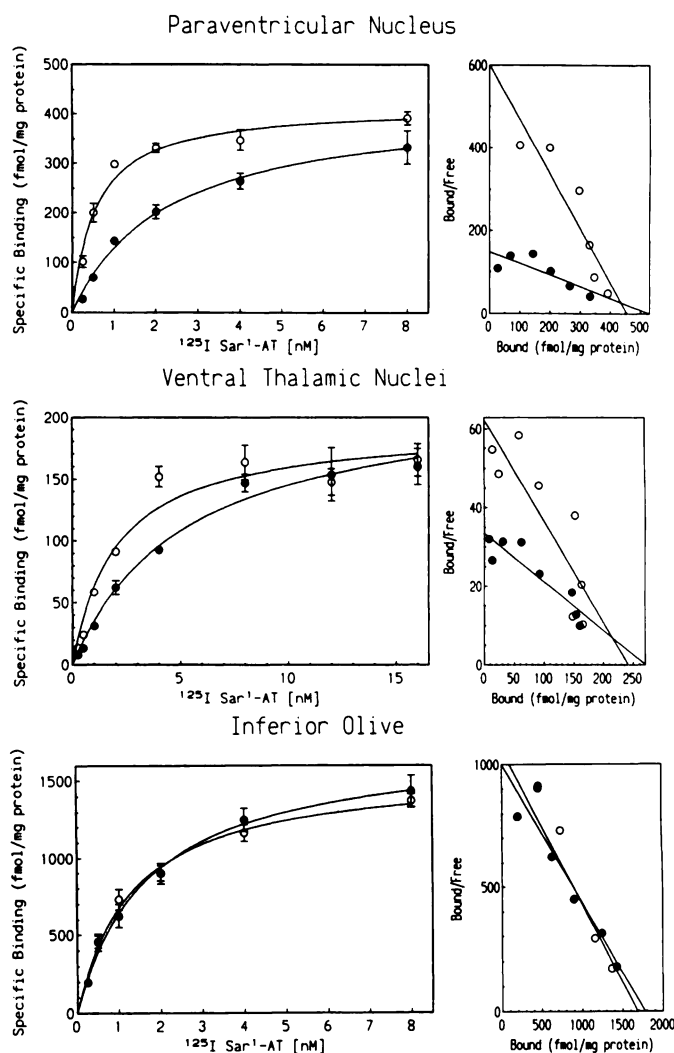 Paraventricular Nucleus
Specific Binding (fmol/mg protein)
500
400
300
200
100
0
0 2 4 6 8
¹²⁵I Sar¹-AT [nM]
Bound/Free
600
400
200
0
0 100 200 300 400 500
Bound (fmol/mg protein)
Ventral Thalamic Nuclei
Specific Binding (fmol/mg protein)
200
150
100
50
0
0 5 10 15
¹²⁵I Sar¹-AT [nM]
Bound/Free
60
40
20
0
0 50 100 150 200 250
Bound (fmol/mg protein)
Inferior Olive
Specific Binding (fmol/mg protein)
1500
1000
500
0
0 1 2 3 4 5 6 7 8
¹²⁵I Sar¹-AT [nM]
Bound/Free
1000
500
0
0 500 1000 1500 2000
Bound (fmol/mg protein)